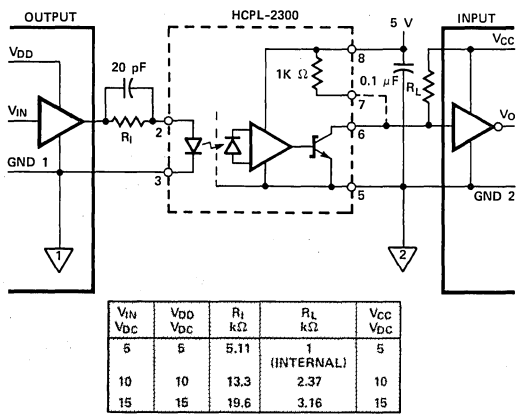 OUTPUT
HCPL-2300
INPUT
5 V
VDD
VCC
20 pF
8
1K Ω
0.1 μF
RL
7
VIN
VO
2
6
RI
GND 1
3
5
GND 2
1
2
VIN VDC VDD VDC RI kΩ RL kΩ VCC VDC
5 5 5.11 1 (INTERNAL) 5
10 10 13.3 2.37 10
15 15 19.6 3.16 15